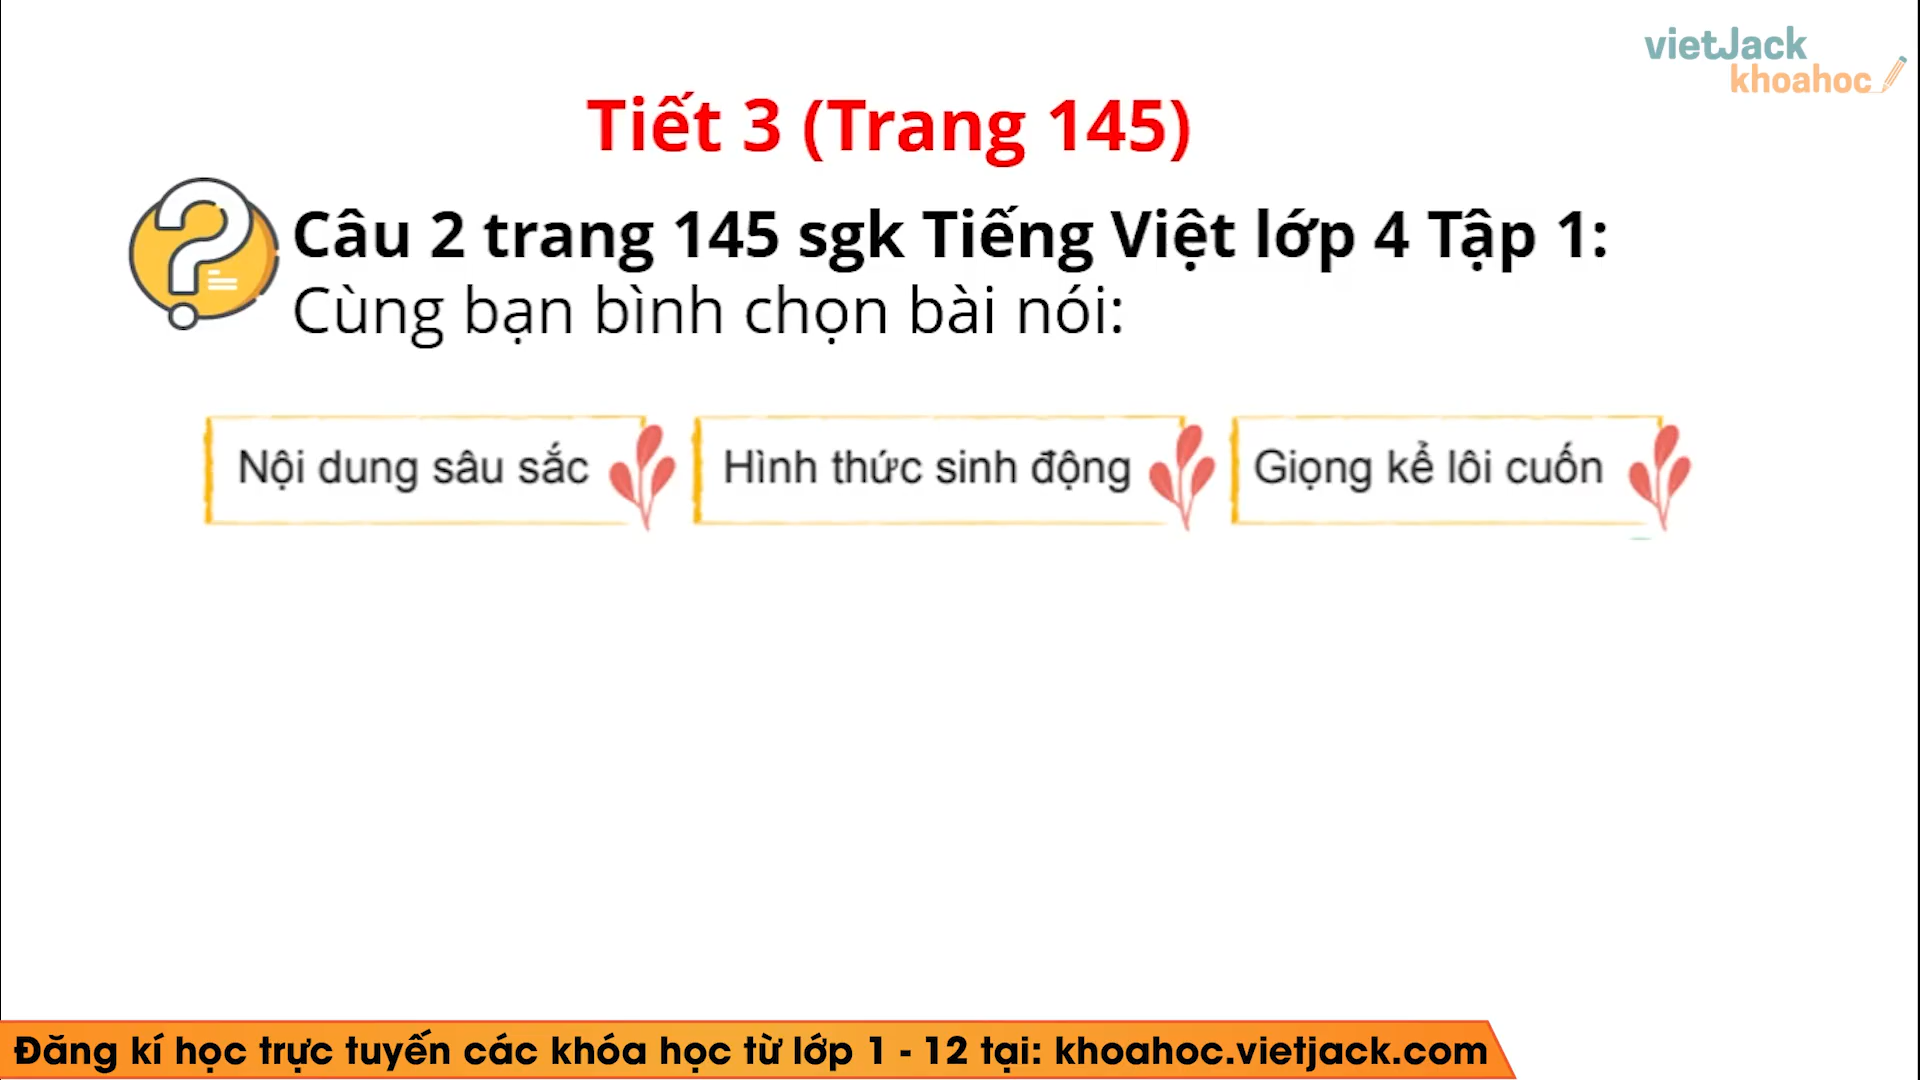 vietJack
khoahoc
Tiết 3 (Trang 145)
Câu 2 trang 145 sgk Tiếng Việt lớp 4 Tập 1:
Cùng bạn bình chọn bài nói:
Nội dung sâu sắc
Hình thức sinh động
Giọng kể lôi cuốn
Đăng kí học trực tuyến các khóa học từ lớp 1 - 12 tại: khoahoc.vietjack.com